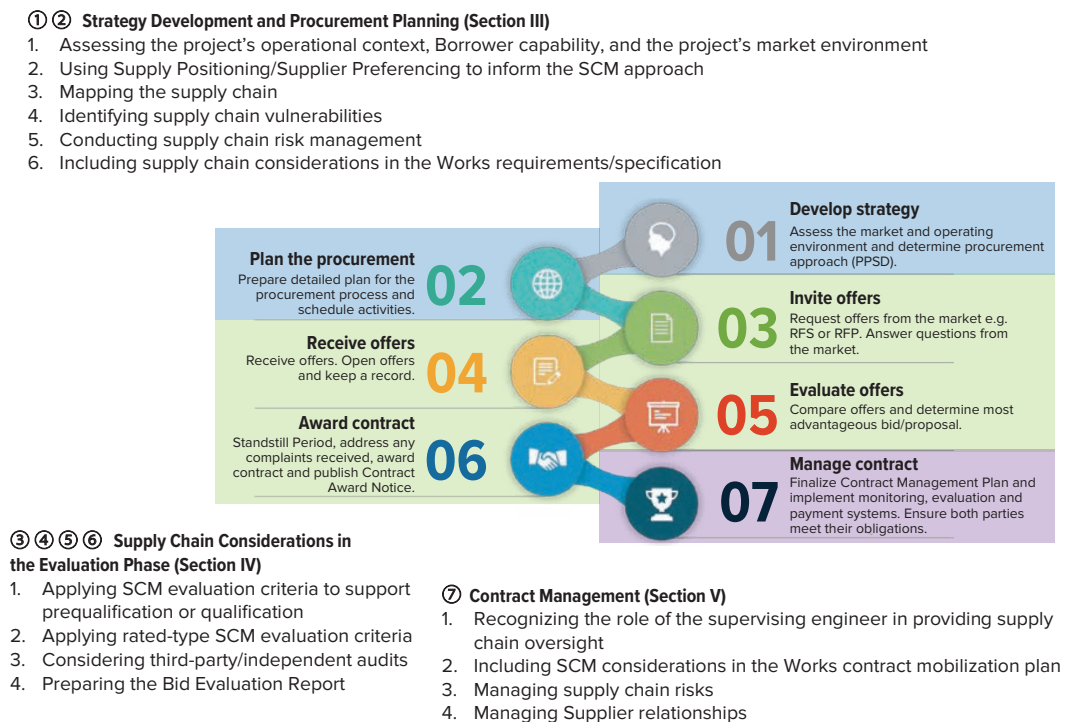 ① ② Strategy Development and Procurement Planning (Section III)
1. Assessing the project’s operational context, Borrower capability, and the project’s market environment
2. Using Supply Positioning/Supplier Preferencing to inform the SCM approach
3. Mapping the supply chain
4. Identifying supply chain vulnerabilities
5. Conducting supply chain risk management
6. Including supply chain considerations in the Works requirements/specification
01
Develop strategy
Assess the market and operating
environment and determine procurement
approach (PPSD).
Plan the procurement
Prepare detailed plan for the
procurement process and
schedule activities.
02
03
Invite offers
Request offers from the market e.g.
RFS or RFP. Answer questions from
the market.
Receive offers
Receive offers. Open offers
and keep a record.
04
05
Evaluate offers
Compare offers and determine most
advantageous bid/proposal.
Award contract
Standstill Period, address any
complaints received, award
contract and publish Contract
Award Notice.
06
07
Manage contract
Finalize Contract Management Plan and
implement monitoring, evaluation and
payment systems. Ensure both parties
meet their obligations.
③ ④ ⑤ ⑥ Supply Chain Considerations in
the Evaluation Phase (Section IV)
1. Applying SCM evaluation criteria to support
prequalification or qualification
2. Applying rated-type SCM evaluation criteria
3. Considering third-party/independent audits
4. Preparing the Bid Evaluation Report
⑦ Contract Management (Section V)
1. Recognizing the role of the supervising engineer in providing supply
chain oversight
2. Including SCM considerations in the Works contract mobilization plan
3. Managing supply chain risks
4. Managing Supplier relationships